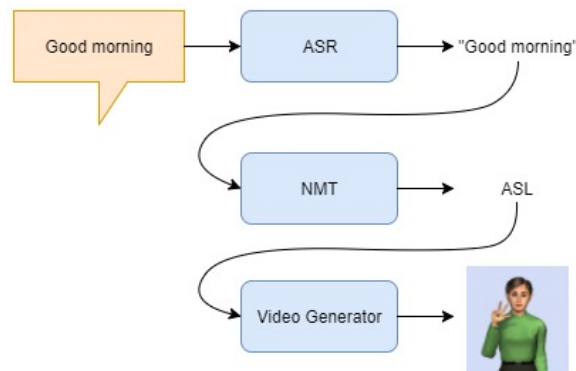 Good morning
ASR
"Good morning"
NMT
ASL
Video Generator